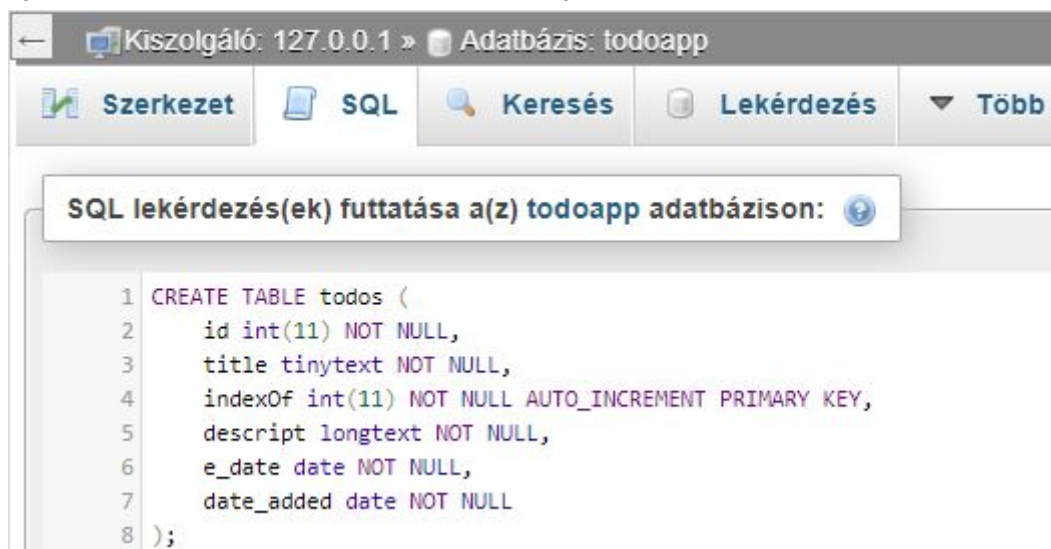 ← Kiszolgáló: 127.0.0.1 » Adatbázis: todoapp
Szerkezet SQL Keresés Lekérdezés Több
SQL lekérdezés(ek) futtatása a(z) todoapp adatbázison:
1 CREATE TABLE todos (
2 id int(11) NOT NULL,
3 title tinytext NOT NULL,
4 indexOf int(11) NOT NULL AUTO_INCREMENT PRIMARY KEY,
5 descript longtext NOT NULL,
6 e_date date NOT NULL,
7 date_added date NOT NULL
8 );